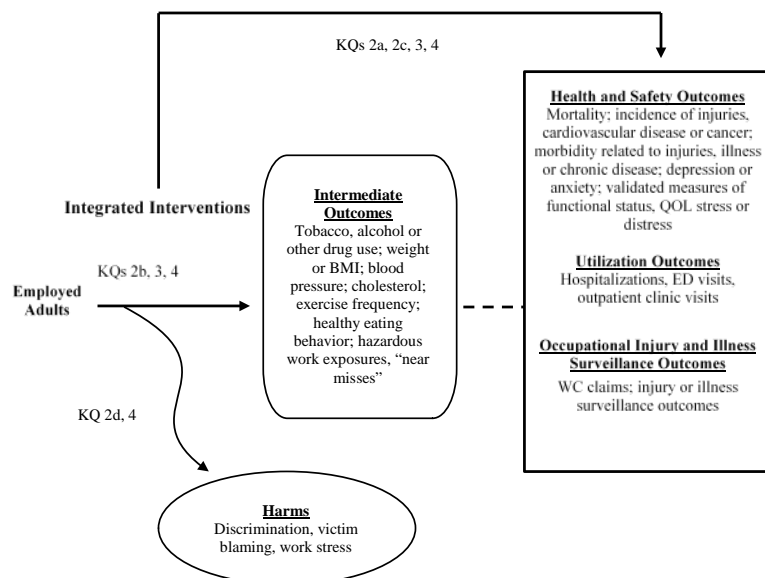 KQs 2a, 2c, 3, 4
Health and Safety Outcomes
Mortality; incidence of injuries,
cardiovascular disease or cancer;
morbidity related to injuries, illness
or chronic disease; depression or
anxiety; validated measures of
functional status, QOL stress or
distress
Utilization Outcomes
Hospitalizations, ED visits,
outpatient clinic visits
Occupational Injury and Illness
Surveillance Outcomes
WC claims; injury or illness
surveillance outcomes
Integrated Interventions
Intermediate
Outcomes
Tobacco, alcohol or
other drug use; weight
or BMI; blood
pressure; cholesterol;
exercise frequency;
healthy eating
behavior; hazardous
work exposures, “near
misses”
KQs 2b, 3, 4
Employed
Adults
KQ 2d, 4
Harms
Discrimination, victim
blaming, work stress